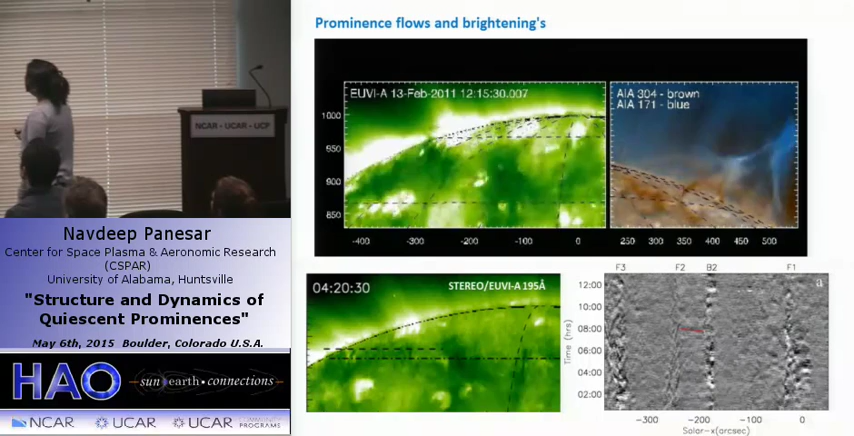 Prominence flows and brightening's
EUVI-A 13-Feb-2011 12:15:30.007
AIA 304 - brown
AIA 171 - blue
1000
950
900
850
-400 -300 -200 -100 0
250 300 350 400 450 500
NCAR - UCAR - UCP
04:20:30
STEREO/EUVI-A 195Å
F3 F2 B2 F1
a
12:00
10:00
08:00
06:00
04:00
02:00
Time (hrs)
-300 -200 -100 0
Solar-x(arcsec)
Navdeep Panesar
Center for Space Plasma & Aeronomic Research
(CSPAR)
University of Alabama, Huntsville
"Structure and Dynamics of
Quiescent Prominences"
May 6th, 2015 Boulder, Colorado U.S.A.
HAO
sun earth • connections
NCAR UCAR UCAR
PROGRAMS